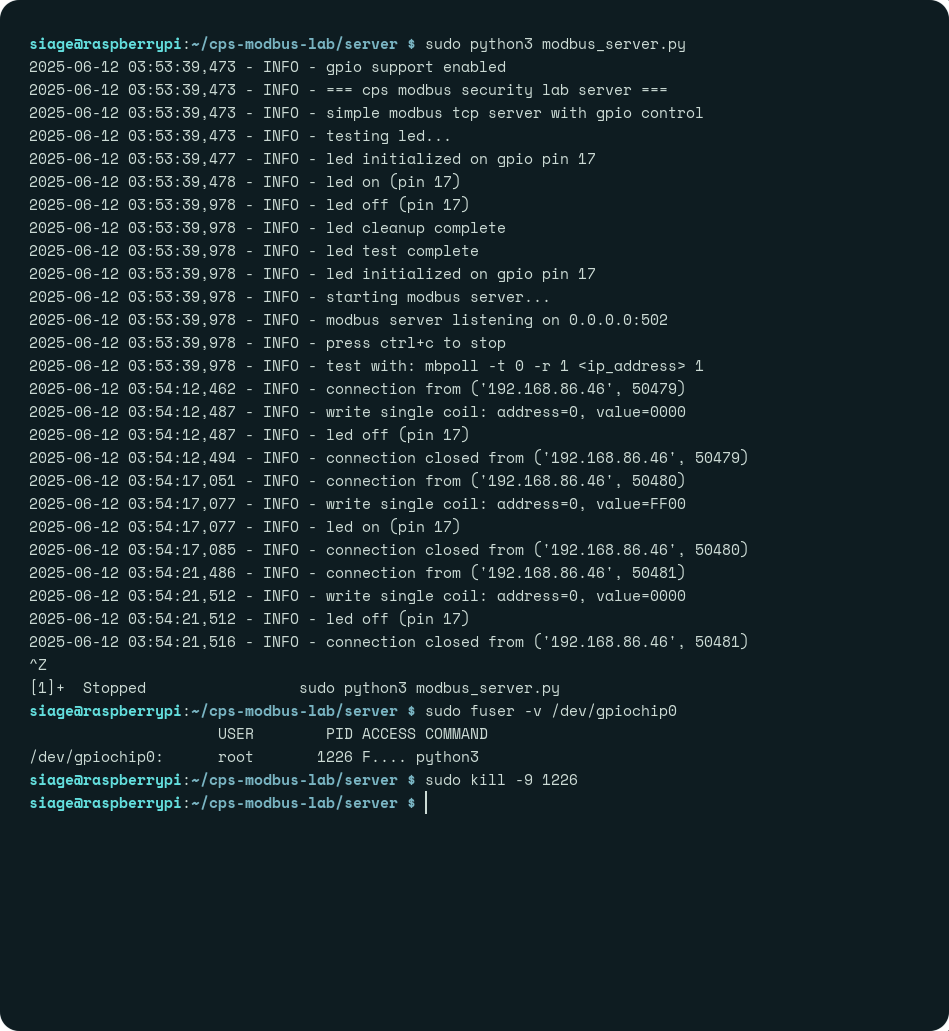 siage@raspberrypi:~/cps-modbus-lab/server $ sudo python3 modbus_server.py
2025-06-12 03:53:39,473 - INFO - gpio support enabled
2025-06-12 03:53:39,473 - INFO - === cps modbus security lab server ===
2025-06-12 03:53:39,473 - INFO - simple modbus tcp server with gpio control
2025-06-12 03:53:39,473 - INFO - testing led...
2025-06-12 03:53:39,477 - INFO - led initialized on gpio pin 17
2025-06-12 03:53:39,478 - INFO - led on (pin 17)
2025-06-12 03:53:39,978 - INFO - led off (pin 17)
2025-06-12 03:53:39,978 - INFO - led cleanup complete
2025-06-12 03:53:39,978 - INFO - led test complete
2025-06-12 03:53:39,978 - INFO - led initialized on gpio pin 17
2025-06-12 03:53:39,978 - INFO - starting modbus server...
2025-06-12 03:53:39,978 - INFO - modbus server listening on 0.0.0.0:502
2025-06-12 03:53:39,978 - INFO - press ctrl+c to stop
2025-06-12 03:53:39,978 - INFO - test with: mbpoll -t 0 -r 1 <ip_address> 1
2025-06-12 03:54:12,462 - INFO - connection from ('192.168.86.46', 50479)
2025-06-12 03:54:12,487 - INFO - write single coil: address=0, value=0000
2025-06-12 03:54:12,487 - INFO - led off (pin 17)
2025-06-12 03:54:12,494 - INFO - connection closed from ('192.168.86.46', 50479)
2025-06-12 03:54:17,051 - INFO - connection from ('192.168.86.46', 50480)
2025-06-12 03:54:17,077 - INFO - write single coil: address=0, value=FF00
2025-06-12 03:54:17,077 - INFO - led on (pin 17)
2025-06-12 03:54:17,085 - INFO - connection closed from ('192.168.86.46', 50480)
2025-06-12 03:54:21,486 - INFO - connection from ('192.168.86.46', 50481)
2025-06-12 03:54:21,512 - INFO - write single coil: address=0, value=0000
2025-06-12 03:54:21,512 - INFO - led off (pin 17)
2025-06-12 03:54:21,516 - INFO - connection closed from ('192.168.86.46', 50481)
^Z
[1]+  Stopped                 sudo python3 modbus_server.py
siage@raspberrypi:~/cps-modbus-lab/server $ sudo fuser -v /dev/gpiochip0
                     USER        PID ACCESS COMMAND
/dev/gpiochip0:      root       1226 F.... python3
siage@raspberrypi:~/cps-modbus-lab/server $ sudo kill -9 1226
siage@raspberrypi:~/cps-modbus-lab/server $